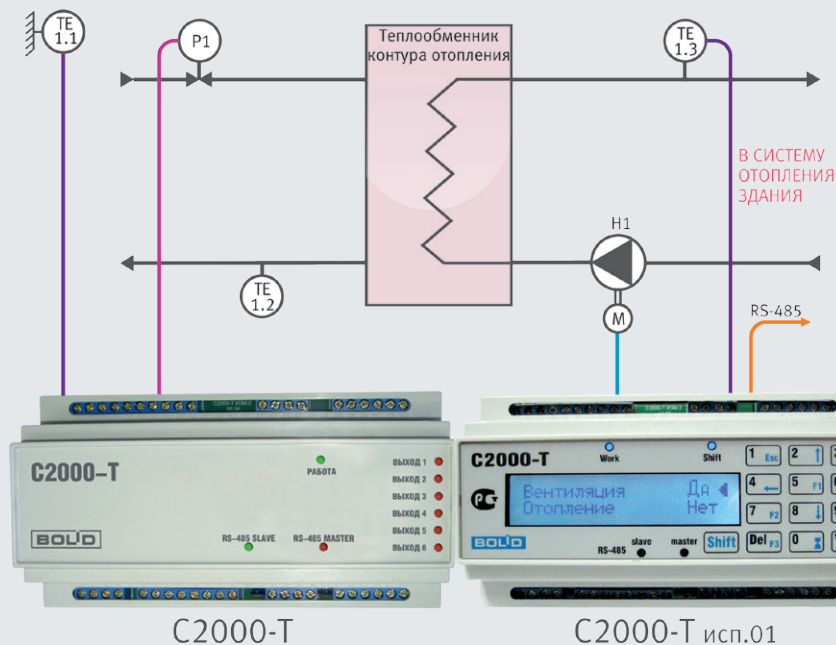 TE
1.1
P1
Теплообменник
контура отопления
TE
1.3
В СИСТЕМУ
ОТОПЛЕНИЯ
ЗДАНИЯ
H1
TE
1.2
M
RS-485
С2000-Т
РАБОТА
ВЫХОД 1
ВЫХОД 2
ВЫХОД 3
ВЫХОД 4
ВЫХОД 5
ВЫХОД 6
BOLID
RS-485 SLAVE
RS-485 MASTER
С2000-Т
Work
Shift
Вентиляция Да
Отопление Нет
1 Esc 2
4 5 F1
7 F2 8
Del F3 0
BOLID
RS-485
slave
master
Shift
С2000-Т
С2000-Т исп.01